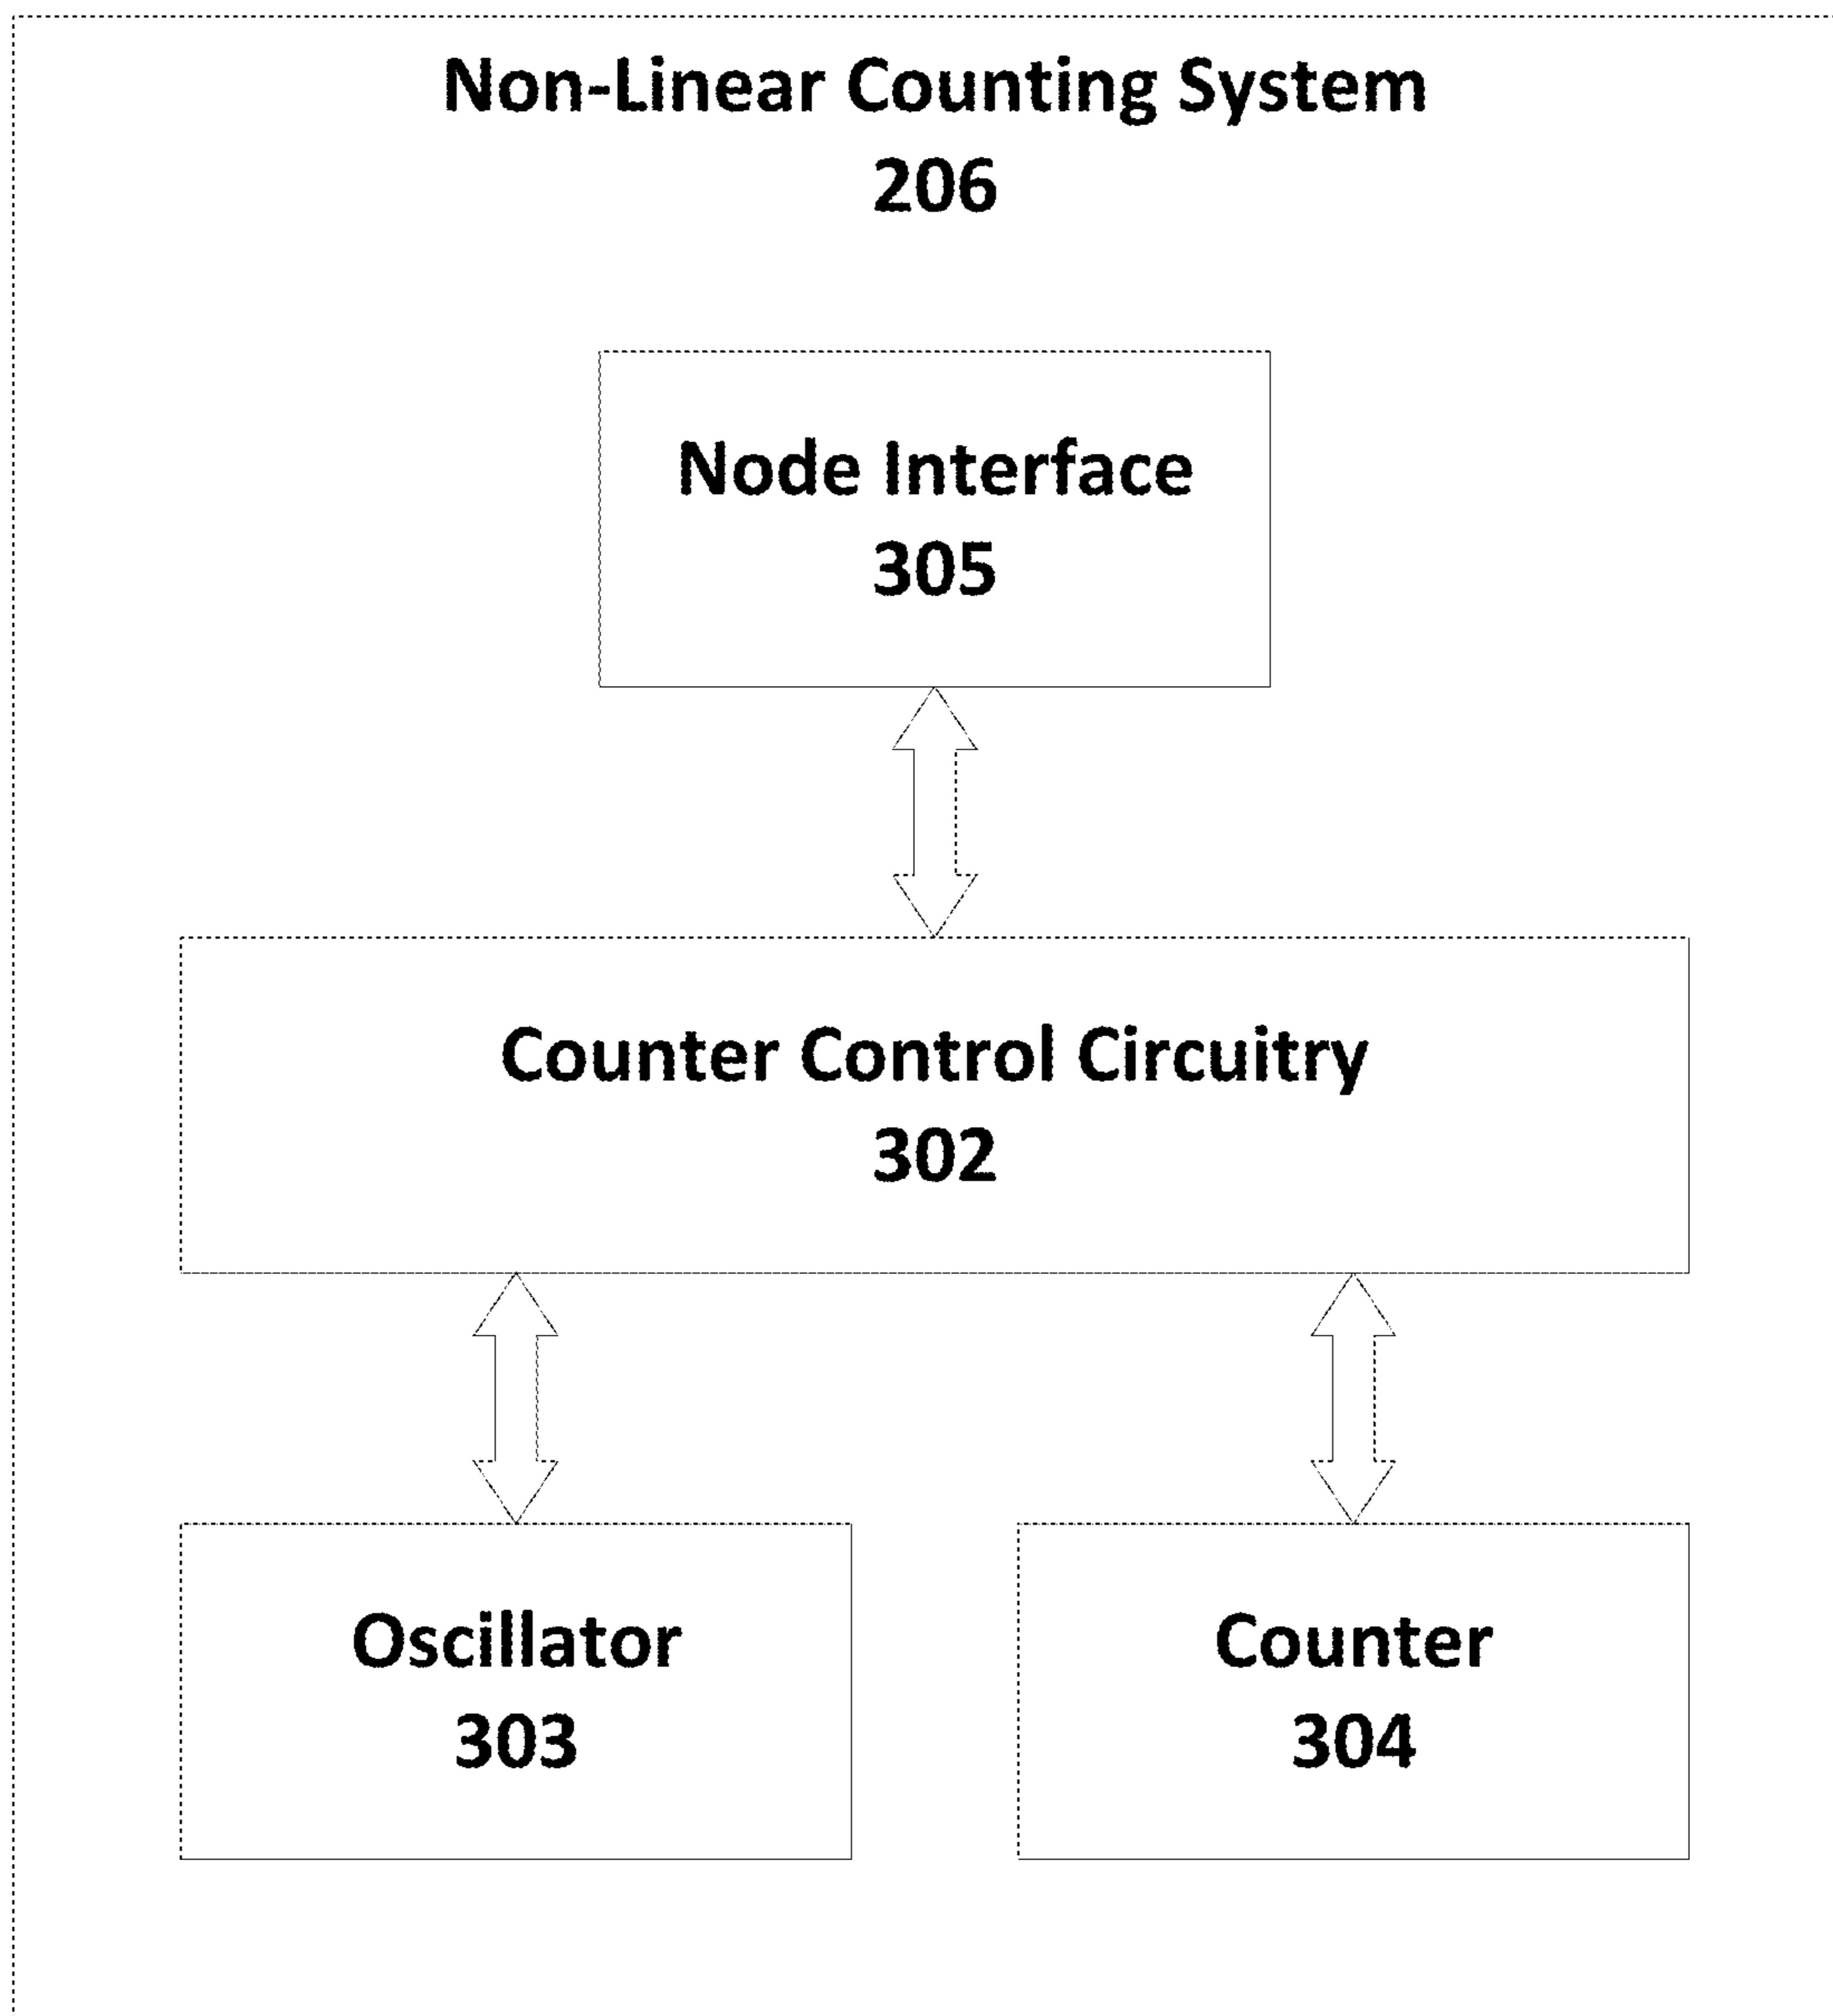 Non-Linear Counting System
206
Node Interface
305
Counter Control Circuitry
302
Oscillator
303
Counter
304